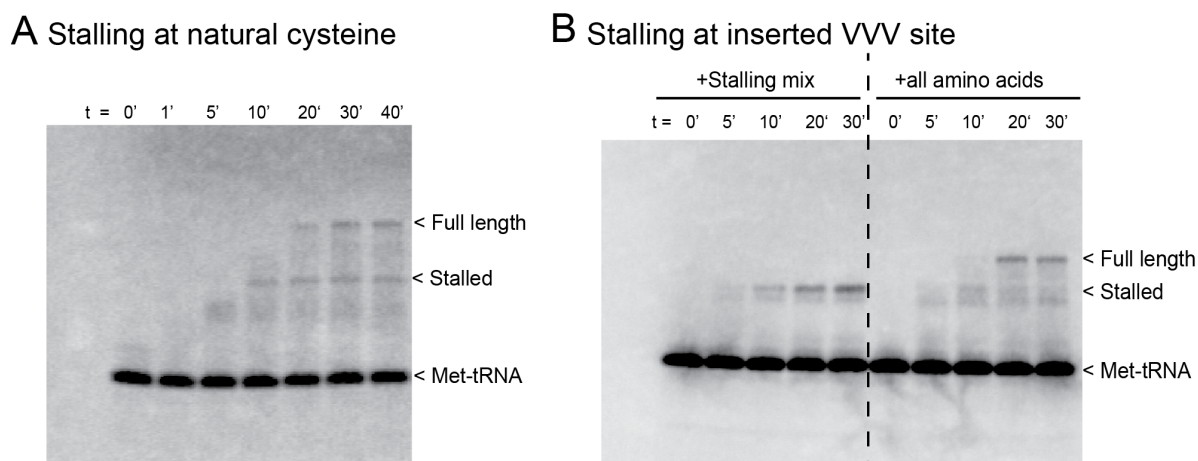 A Stalling at natural cysteine
t = 0' 1' 5' 10' 20‘ 30’ 40’
< Full length
< Stalled
< Met-tRNA
B Stalling at inserted VVV site
+Stalling mix +all amino acids
t = 0’ 5’ 10’ 20‘ 30’ 0’ 5’ 10’ 20‘ 30’
< Full length
< Stalled
< Met-tRNA